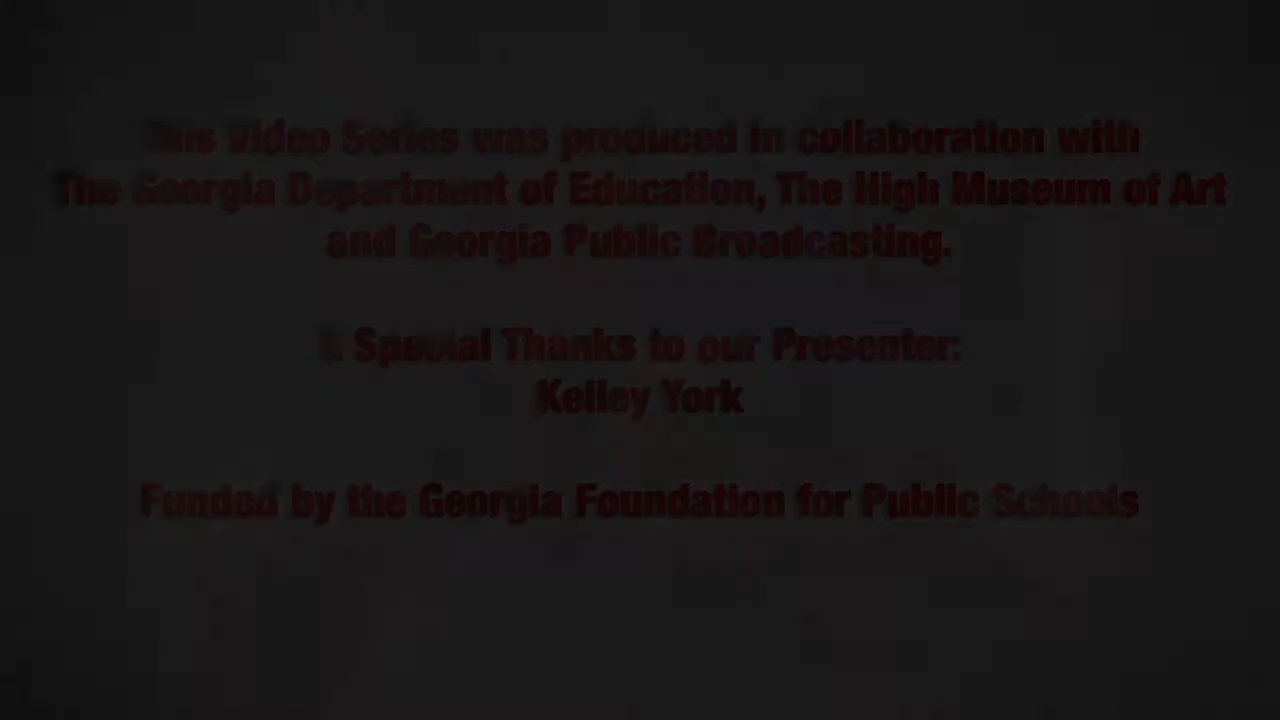 This Video Series was produced in collaboration with
The Georgia Department of Education, The High Museum of Art
and Georgia Public Broadcasting.
Special Thanks to our Presenter:
Kelley York
Funded by the Georgia Foundation for Public Schools